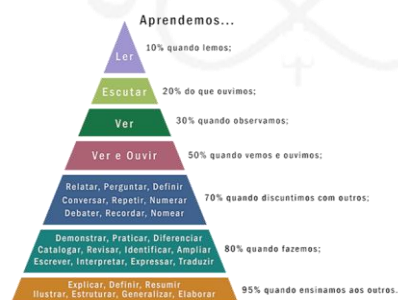 Aprendemos...
Ler
10% quando lemos;
Escutar
20% do que ouvimos;
Ver
30% quando observamos;
Ver e Ouvir
50% quando vemos e ouvimos;
Relatar, Perguntar, Definir
Conversar, Repetir, Numerar
Debater, Recordar, Nomear
70% quando discuntimos com outros;
Demonstrar, Praticar, Diferenciar
Catalogar, Revisar, Identificar, Ampliar
Escrever, Interpretar, Expressar, Traduzir
80% quando fazemos;
Explicar, Definir, Resumir
Ilustrar, Estruturar, Generalizar, Elaborar
95% quando ensinamos aos outros.